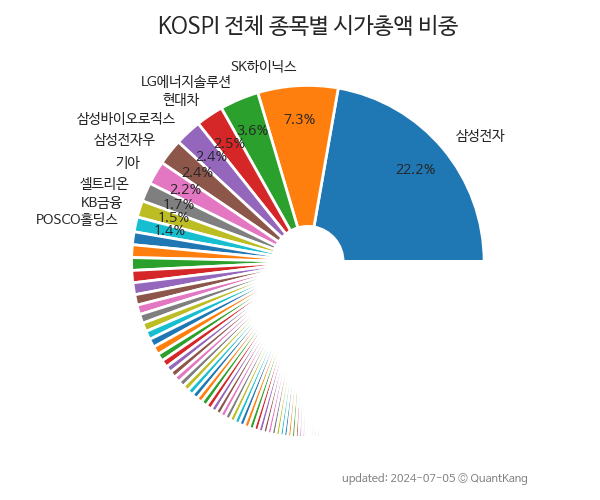 KOSPI 전체 종목별 시가총액 비중
SK하이닉스
LG에너지솔루션
현대차
삼성바이오로직스
삼성전자우
기아
셀트리온
KB금융
POSCO홀딩스
삼성전자
22.2%
7.3%
3.6%
2.5%
2.4%
2.4%
2.2%
1.7%
1.5%
1.4%
updated: 2024-07-05 © QuantKang